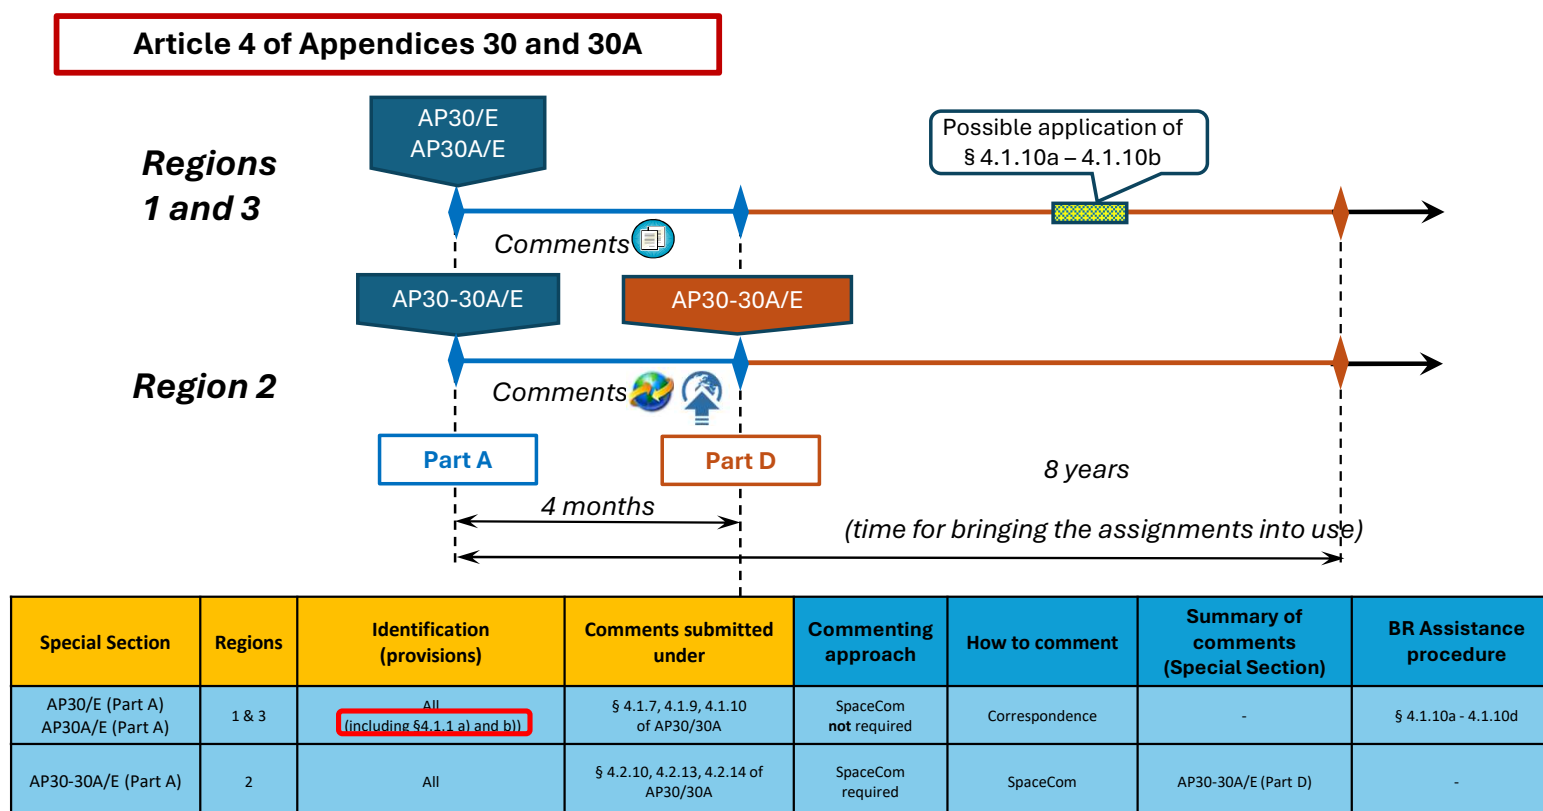 Article 4 of Appendices 30 and 30A
AP30/E
AP30A/E
Possible application of
§ 4.1.10a – 4.1.10b
Regions
1 and 3
Comments
AP30-30A/E
AP30-30A/E
Region 2
Comments
Part A
Part D
8 years
4 months
(time for bringing the assignments into use)
Special Section
Regions
Identification
(provisions)
Comments submitted
under
Commenting
approach
How to comment
Summary of
comments
(Special Section)
BR Assistance
procedure
AP30/E (Part A)
AP30A/E (Part A)
1 & 3
All
(including §4.1.1 a) and b))
§ 4.1.7, 4.1.9, 4.1.10
of AP30/30A
SpaceCom
not required
Correspondence
-
§ 4.1.10a - 4.1.10d
AP30-30A/E (Part A)
2
All
§ 4.2.10, 4.2.13, 4.2.14 of
AP30/30A
SpaceCom
required
SpaceCom
AP30-30A/E (Part D)
-